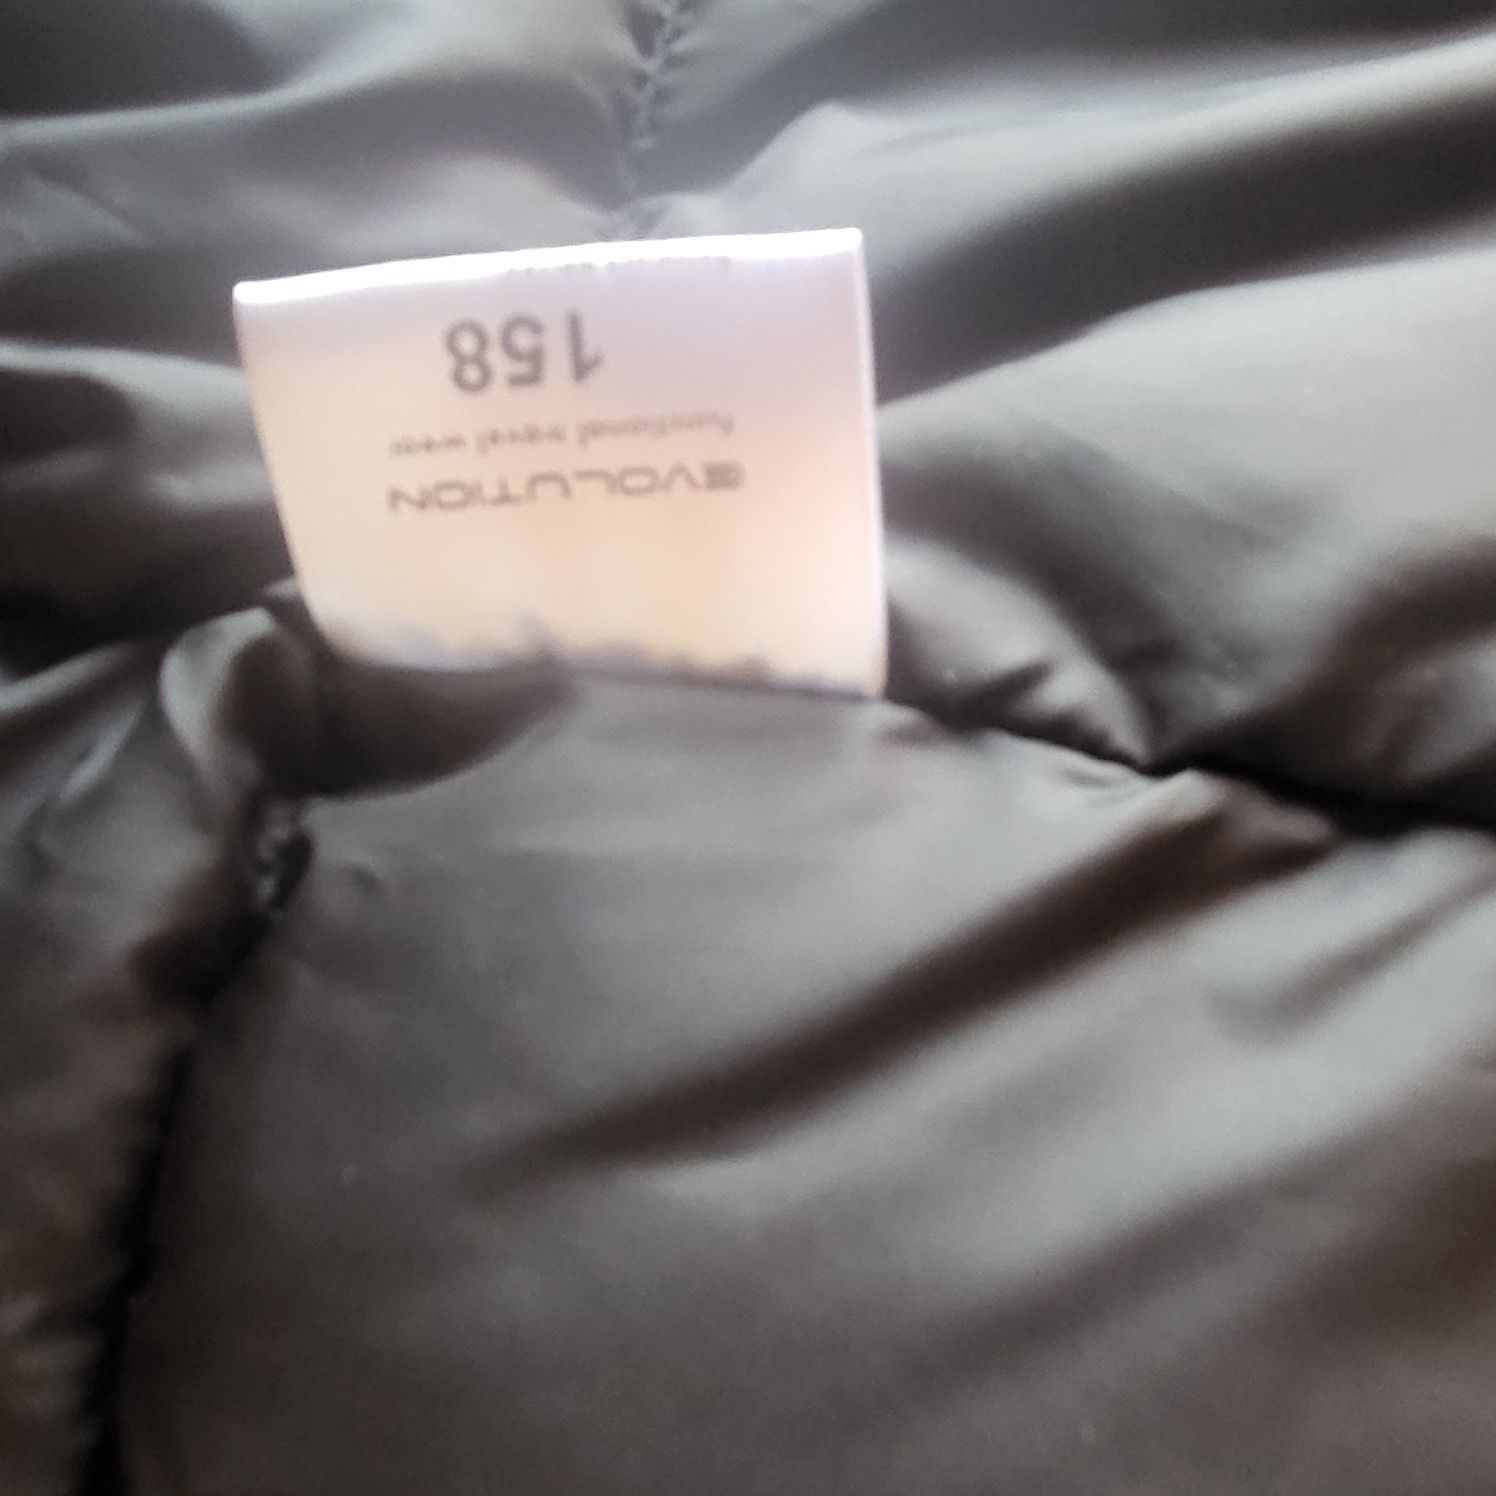 EVOLUTION
functional travel wear
158